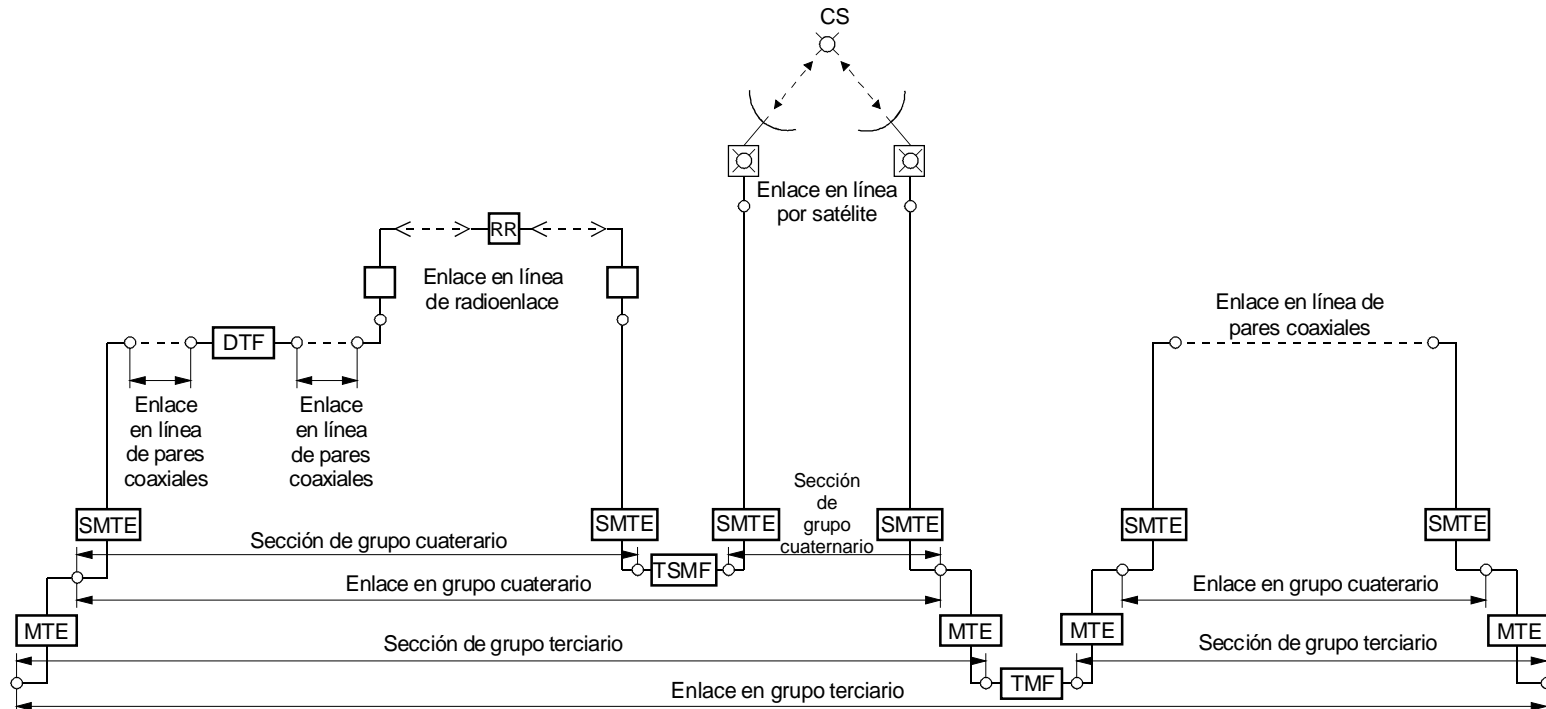 CS
Enlace en línea
por satélite
RR
Enlace en línea
de radioenlace
Enlace en línea de
pares coaxiales
DTF
Enlace
en línea
de pares
coaxiales
Enlace
en línea
de pares
coaxiales
Sección
de
grupo
cuaternario
SMTE
SMTE
SMTE
SMTE
SMTE
SMTE
Sección de grupo cuaterario
TSMF
Enlace en grupo cuaterario
Enlace en grupo cuaterario
MTE
MTE
MTE
MTE
Sección de grupo terciario
Sección de grupo terciario
TMF
Enlace en grupo terciario